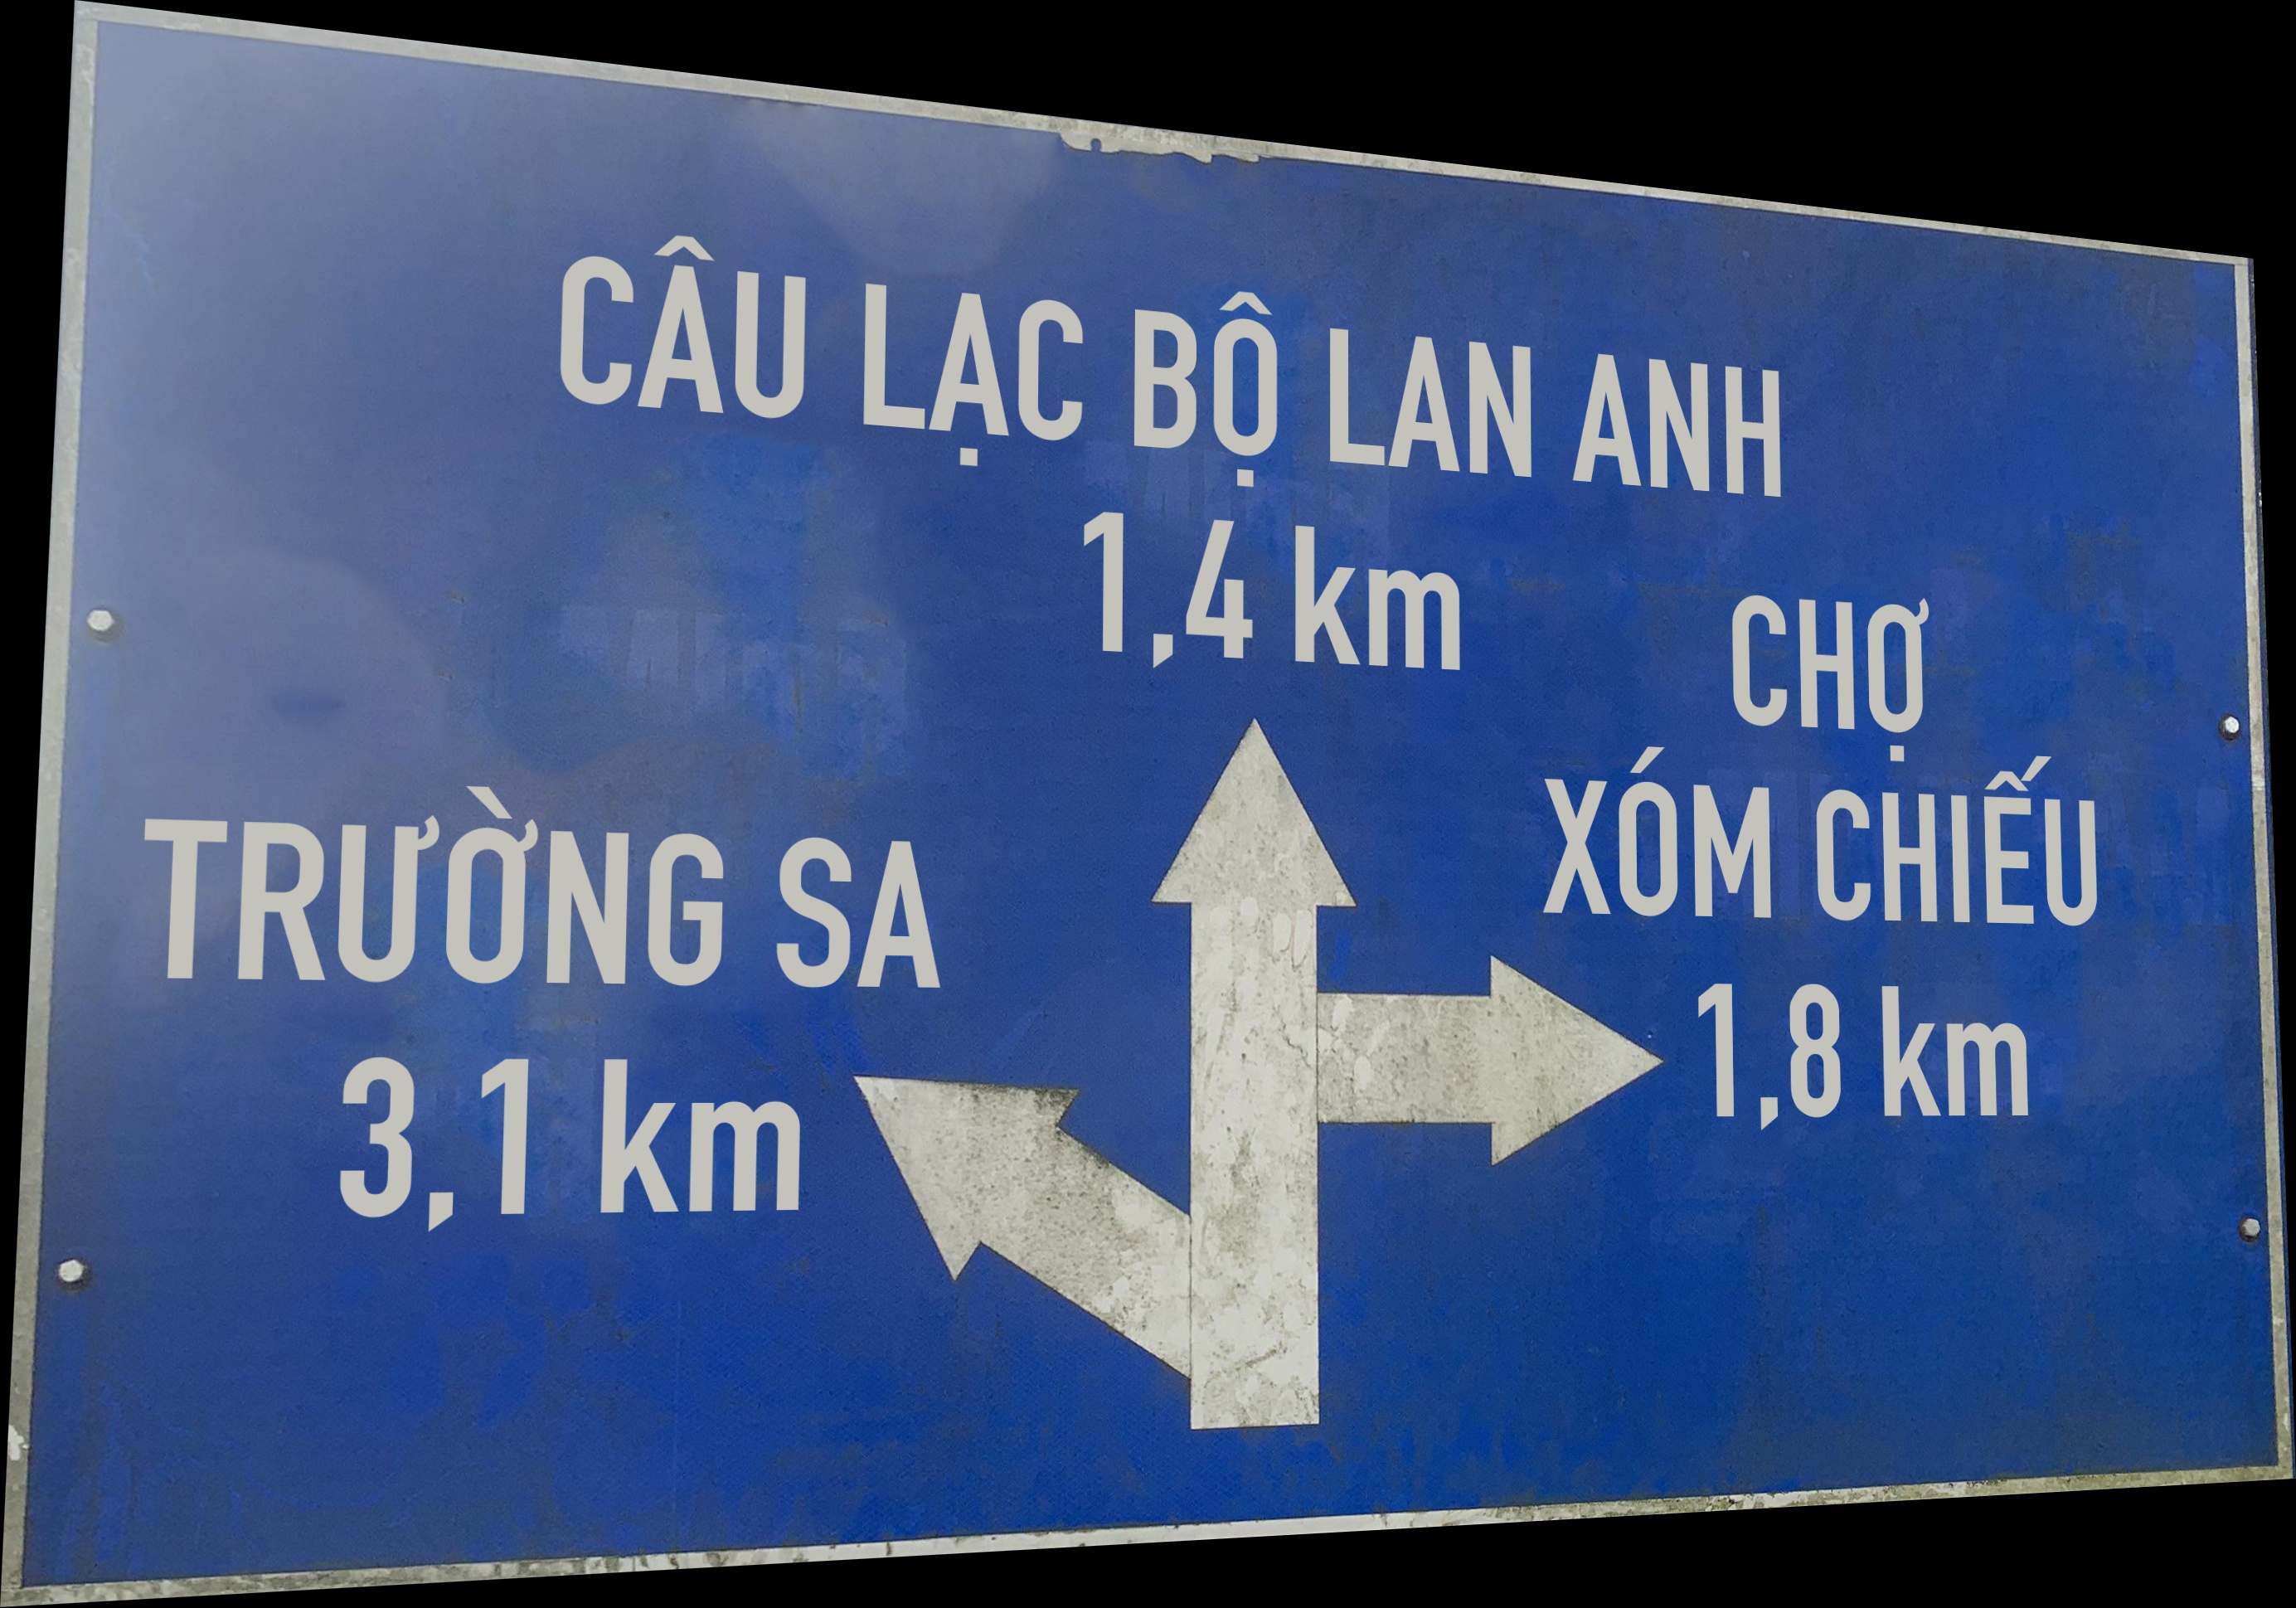 CÂU LẠC BỘ LAN ANH
1,4 km
CHỢ
XÓM CHIẾU
1,8 km
TRƯỜNG SA
3,1 km